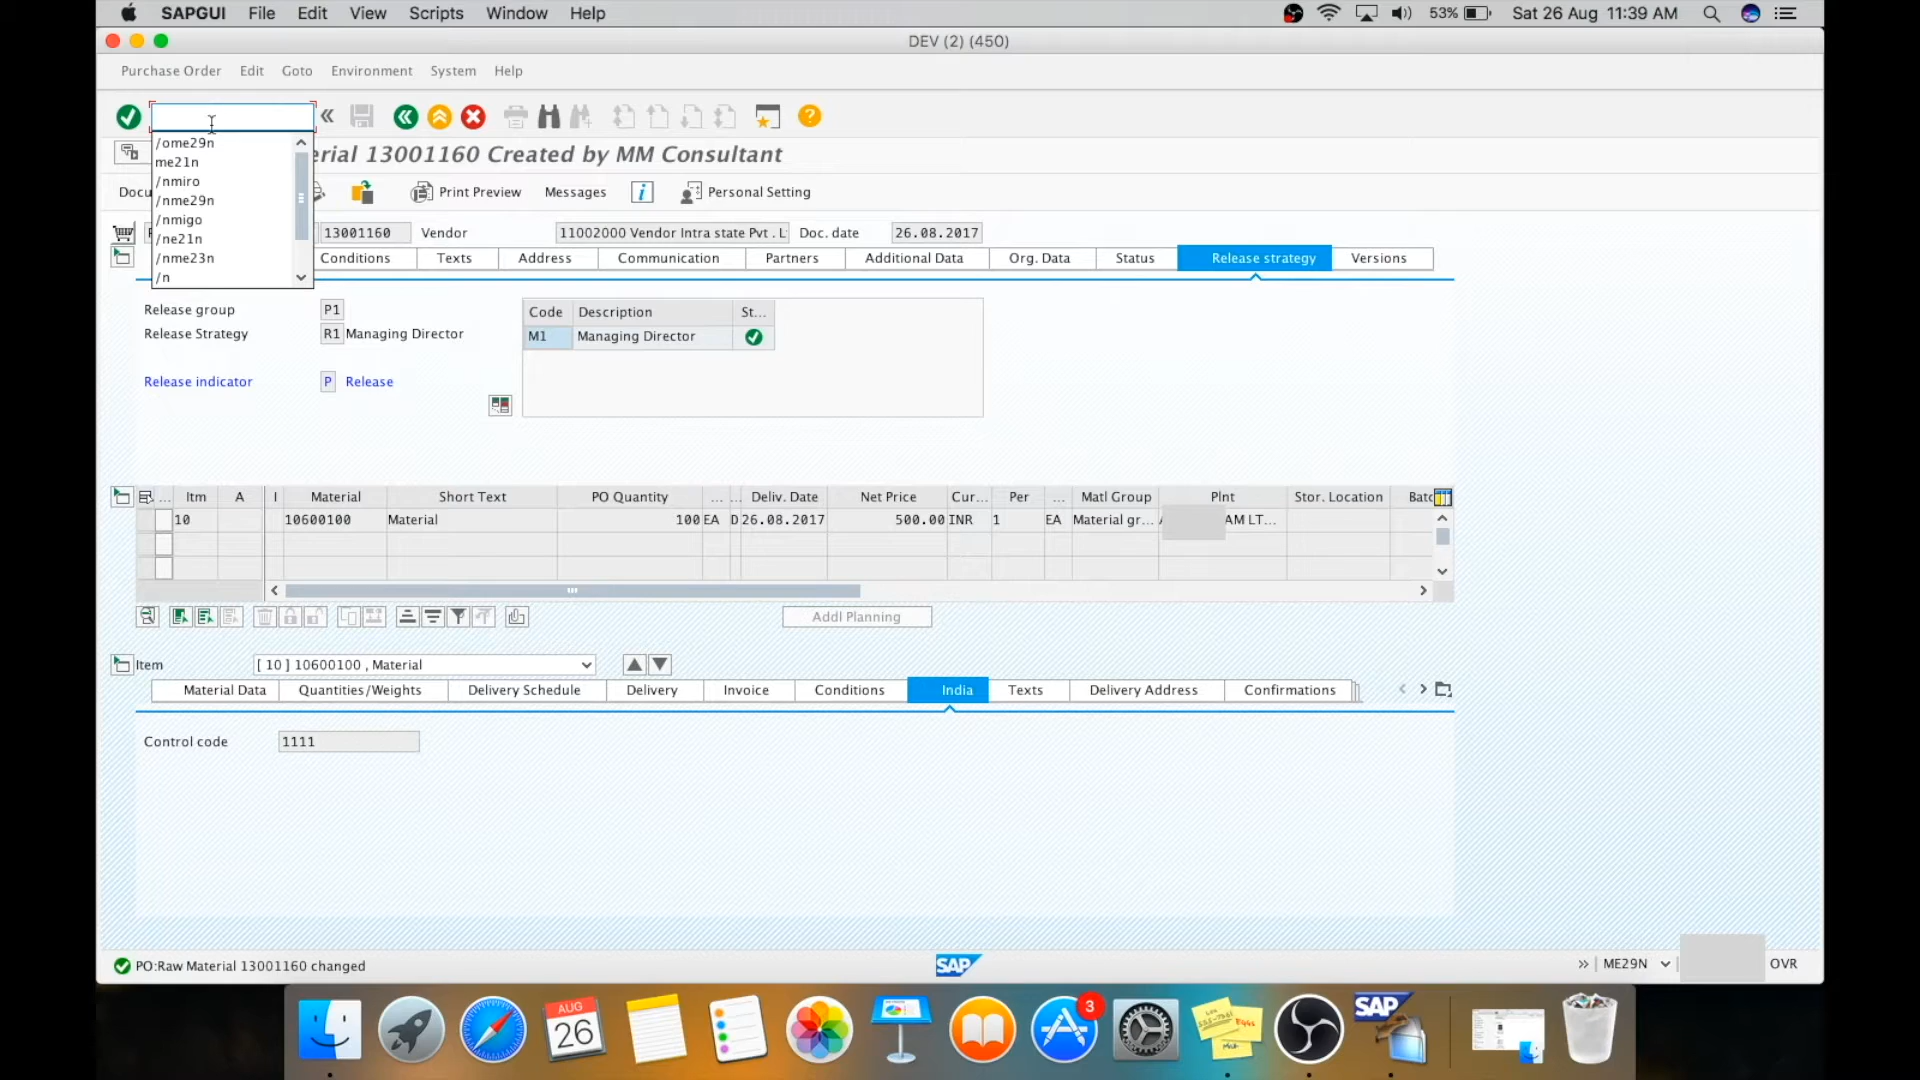 SAPGUI File Edit View Scripts Window Help 53% Sat 26 Aug 11:39 AM
DEV (2) (450)
Purchase Order Edit Goto Environment System Help
/ome29n
me21n
/nmiro
/nme29n
/nmigo
/ne21n
/nme23n
/n
erial 13001160 Created by MM Consultant
Docu Print Preview Messages Personal Setting
13001160 Vendor 11002000 Vendor Intra state Pvt . L Doc. date 26.08.2017
Conditions Texts Address Communication Partners Additional Data Org. Data Status Release strategy Versions
Release group P1
Release Strategy R1 Managing Director
Release indicator P Release
Code Description St...
M1 Managing Director
... Itm A I Material Short Text PO Quantity ... ... Deliv. Date Net Price Cur... Per ... Matl Group Plnt Stor. Location Batc
10 10600100 Material 100 EA D 26.08.2017 500.00 INR 1 EA Material gr... AM LT...
Addl Planning
Item [ 10 ] 10600100 , Material
Material Data Quantities/Weights Delivery Schedule Delivery Invoice Conditions India Texts Delivery Address Confirmations
Control code 1111
PO:Raw Material 13001160 changed SAP ME29N OVR
AUG
26
3
SAP